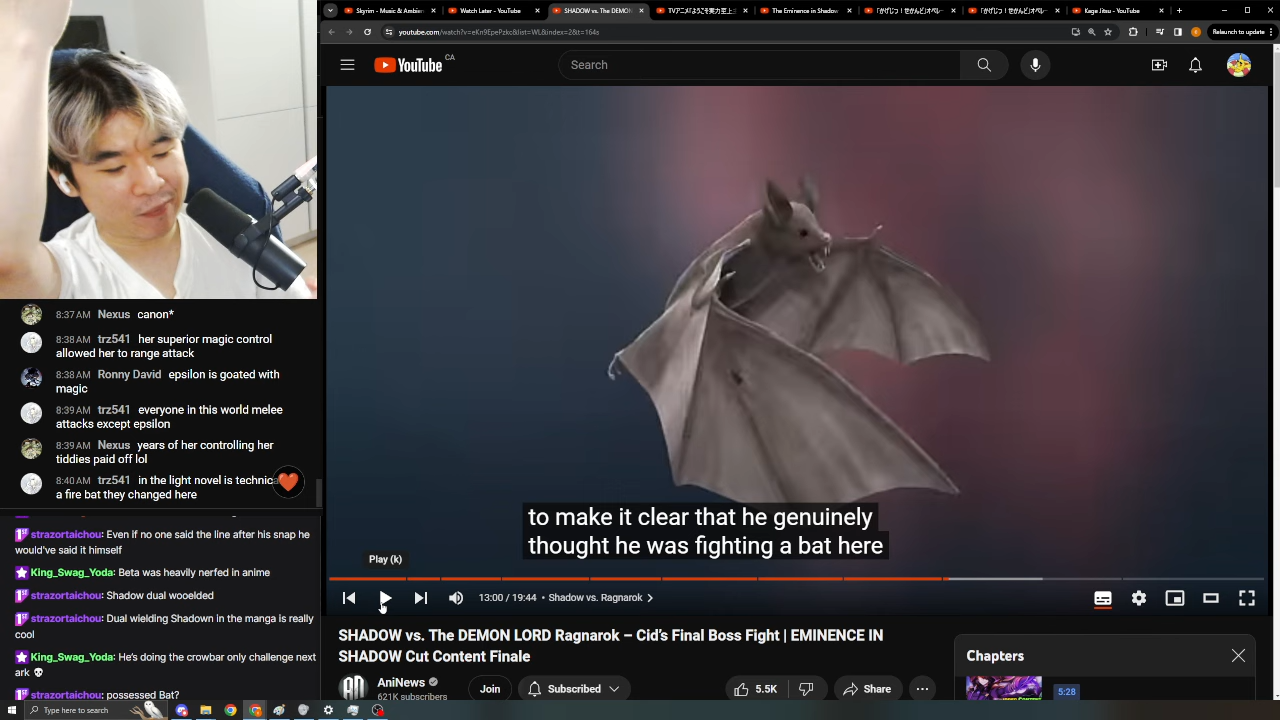 Sigrim - Music & Ambien
Watch Later - YouTube
SHADOW vs. The DEMON
The Eminence in Shadow
Kage Jitsu - YouTube
youtube.com/watch?v=eKn9EpePzkc&list=WL&index=2&t=164s
Relaunch to update
YouTube CA
Search
8:37 AM Nexus canon*
8:38 AM trz541 her superior magic control
allowed her to range attack
8:38 AM Ronny David epsilon is goated with
magic
8:39 AM trz541 everyone in this world melee
attacks except epsilon
8:39 AM Nexus years of her controlling her
tiddies paid off lol
8:40 AM trz541 in the light novel is technica
a fire bat they changed here
strazortaichou: Even if no one said the line after his snap he
would've said it himself
King_Swag_Yoda: Beta was heavily nerfed in anime
strazortaichou: Shadow dual wooelded
strazortaichou: Dual wielding Shadown in the manga is really
cool
King_Swag_Yoda: He's doing the crowbar only challenge next
ark 💀
strazortaichou: possessed Bat?
to make it clear that he genuinely
thought he was fighting a bat here
Play (k)
13:00 / 19:44 • Shadow vs. Ragnarok
SHADOW vs. The DEMON LORD Ragnarok – Cid's Final Boss Fight | EMINENCE IN
SHADOW Cut Content Finale
AniNews
621K subscribers
Join
Subscribed
5.5K
Share
Chapters
5:28
Type here to search